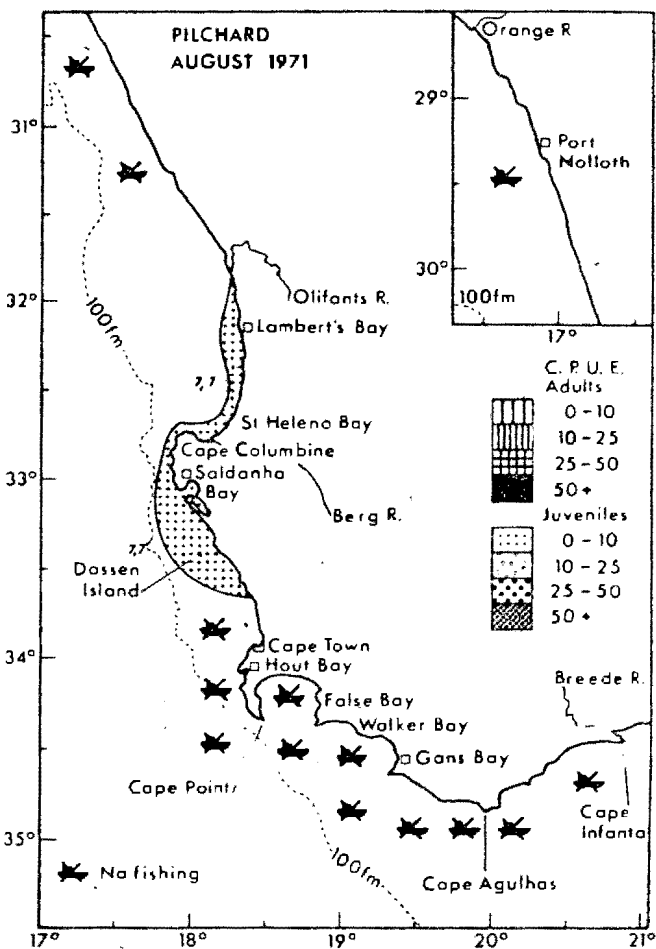 PILCHARD
AUGUST 1971
Orange R
29°
Port
Nolloth
30°
100fm
17°
31°
32°
33°
34°
35°
100fm
Olifants R.
Lambert's Bay
?,?
St Helena Bay
Cape Columbine
Saldanha
Bay
Berg R.
?,?
Dassen
Island
C. P. U. E.
Adults
0-10
10-25
25-50
50+
Juveniles
0-10
10-25
25-50
50+
Cape Town
Hout Bay
False Bay
Walker Bay
Gans Bay
Breede R.
Cape Points
Cape
Infanta
100fm
Cape Agulhas
No fishing
17°
18°
19°
20°
21°